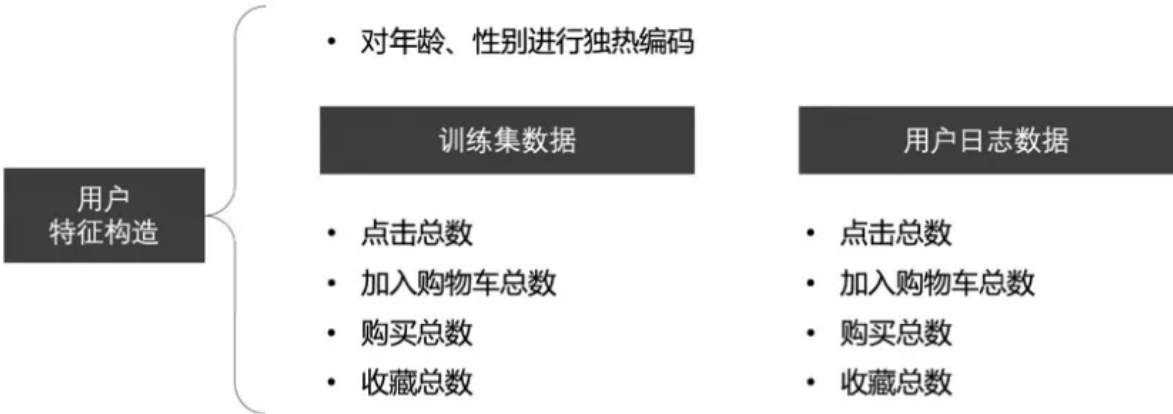 • 对年龄、性别进行独热编码
训练集数据
用户日志数据
用户
特征构造
• 点击总数
• 加入购物车总数
• 购买总数
• 收藏总数
• 点击总数
• 加入购物车总数
• 购买总数
• 收藏总数